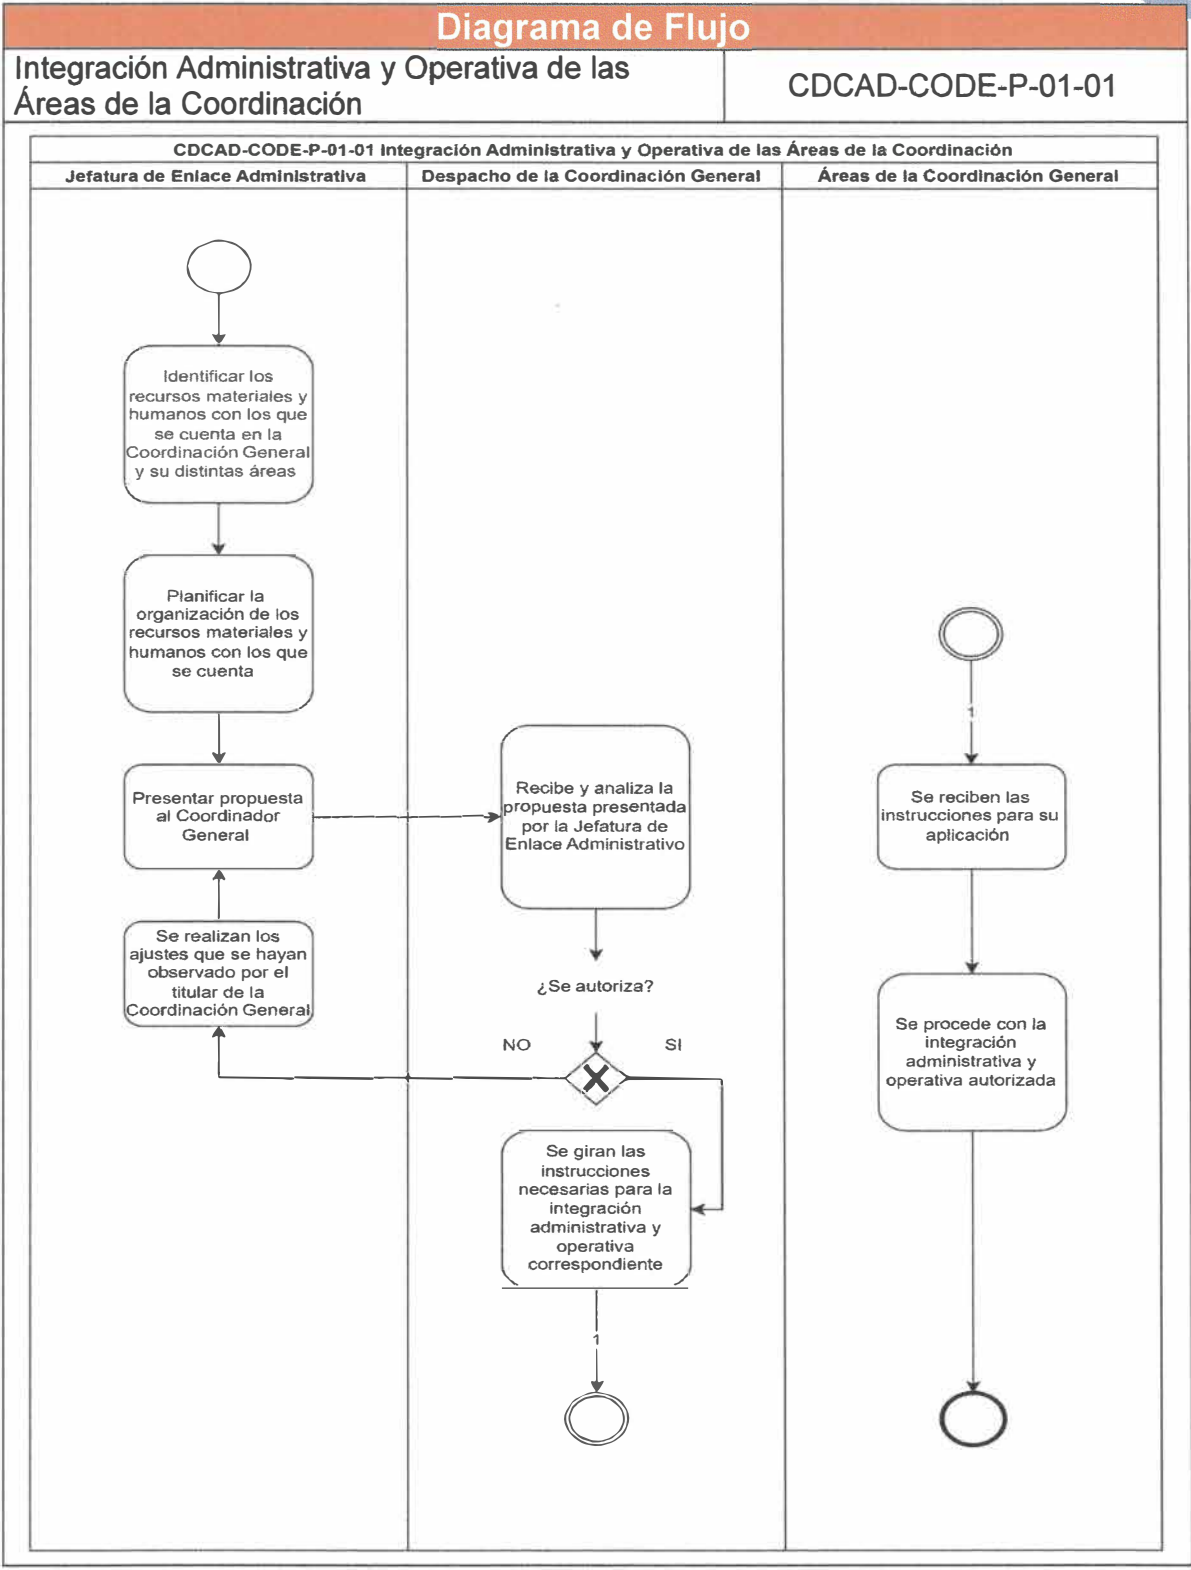 Diagrama de Flujo
Integración Administrativa y Operativa de las
Áreas de la Coordinación
CDCAD-CODE-P-01-01
CDCAD-CODE-P-01-01 Integración Administrativa y Operativa de las Áreas de la Coordinación
Jefatura de Enlace Administrativa
Despacho de la Coordinación General
Áreas de la Coordinación General
Identificar los
recursos materiales y
humanos con los que
se cuenta en la
Coordinación General
y su distintas áreas
Planificar la
organización de los
recursos materiales y
humanos con los que
se cuenta
Presentar propuesta
al Coordinador
General
Se realizan los
ajustes que se hayan
observado por el
titular de la
Coordinación General
Recibe y analiza la
propuesta presentada
por la Jefatura de
Enlace Administrativo
¿Se autoriza?
NO
SI
Se giran las
instrucciones
necesarias para la
integración
administrativa y
operativa
correspondiente
1
1
Se reciben las
instrucciones para su
aplicación
Se procede con la
integración
administrativa y
operativa autorizada